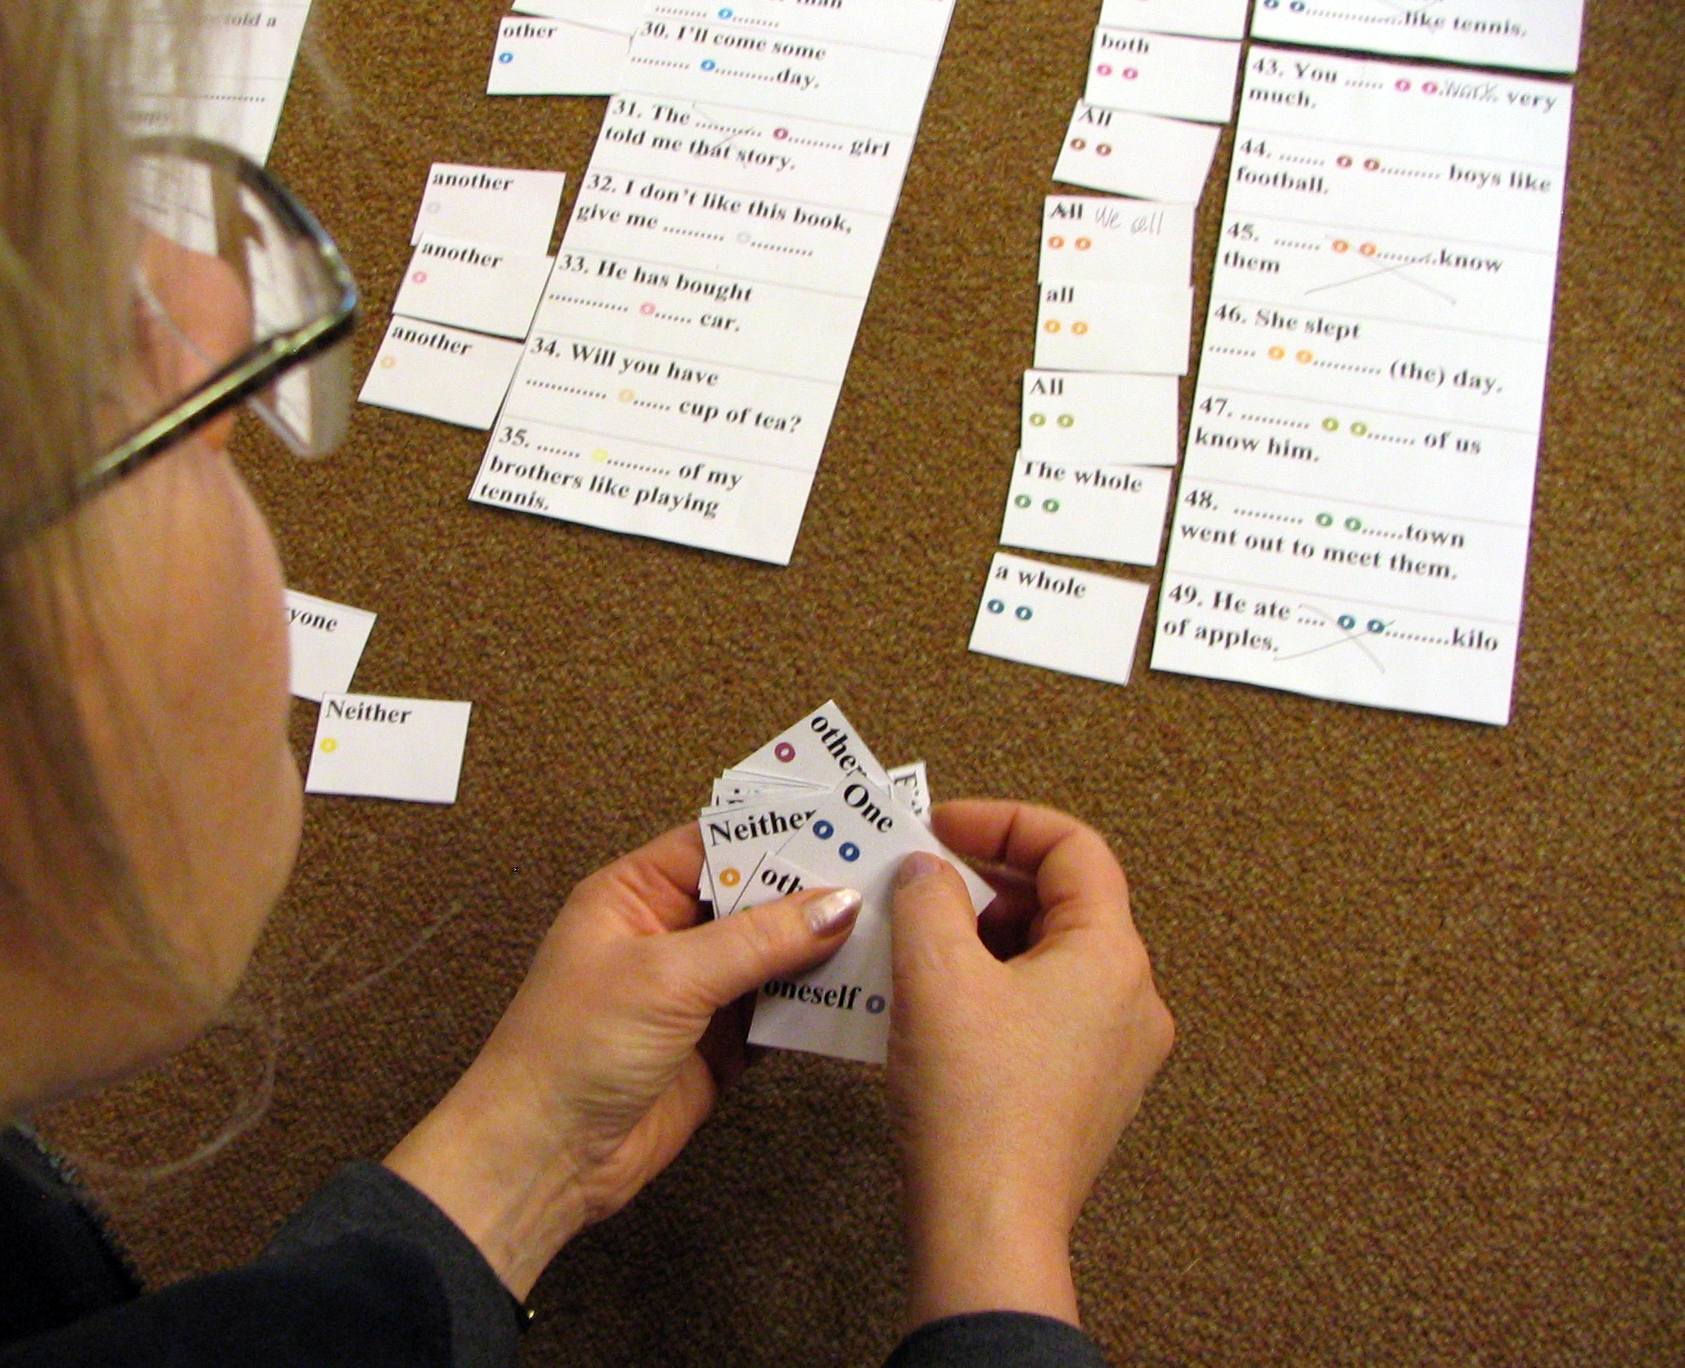 told a
than
other
30. I'll come some
.......... ..........day.
31. The .......... ......... girl
told me that story.
another
32. I don't like this book,
give me .......... ..........
another
33. He has bought
............. ...... car.
another
34. Will you have
............. ...... cup of tea?
35. ....... .......... of my
brothers like playing
tennis.
yone
Neither
...............like tennis.
both
43. You ...... work very
much.
All
44. ....... .......... boys like
football.
All We all
45. ....... ..........know
them
all
46. She slept
....... ........... (the) day.
All
47. .......... ....... of us
know him.
The whole
48. .......... ......town
went out to meet them.
a whole
49. He ate .... ..........kilo
of apples.
other
One
Neither
oth
oneself